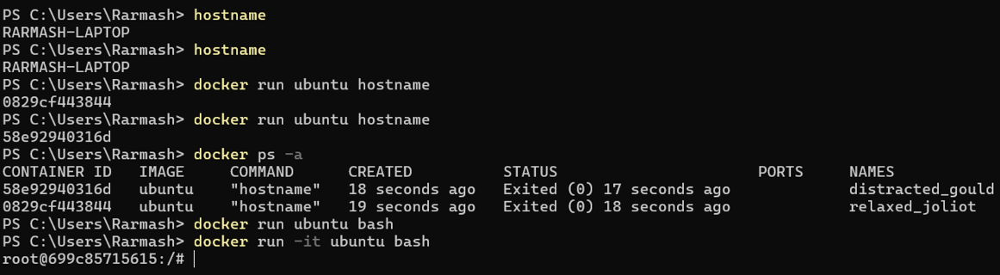 PS C:\Users\Rarmash> hostname
RARMASH-LAPTOP
PS C:\Users\Rarmash> hostname
RARMASH-LAPTOP
PS C:\Users\Rarmash> docker run ubuntu hostname
0829cf443844
PS C:\Users\Rarmash> docker run ubuntu hostname
58e92940316d
PS C:\Users\Rarmash> docker ps -a
CONTAINER ID   IMAGE     COMMAND      CREATED          STATUS                      PORTS     NAMES
58e92940316d   ubuntu    "hostname"   18 seconds ago   Exited (0) 17 seconds ago             distracted_gould
0829cf443844   ubuntu    "hostname"   19 seconds ago   Exited (0) 18 seconds ago             relaxed_joliot
PS C:\Users\Rarmash> docker run ubuntu bash
PS C:\Users\Rarmash> docker run -it ubuntu bash
root@699c85715615:/#